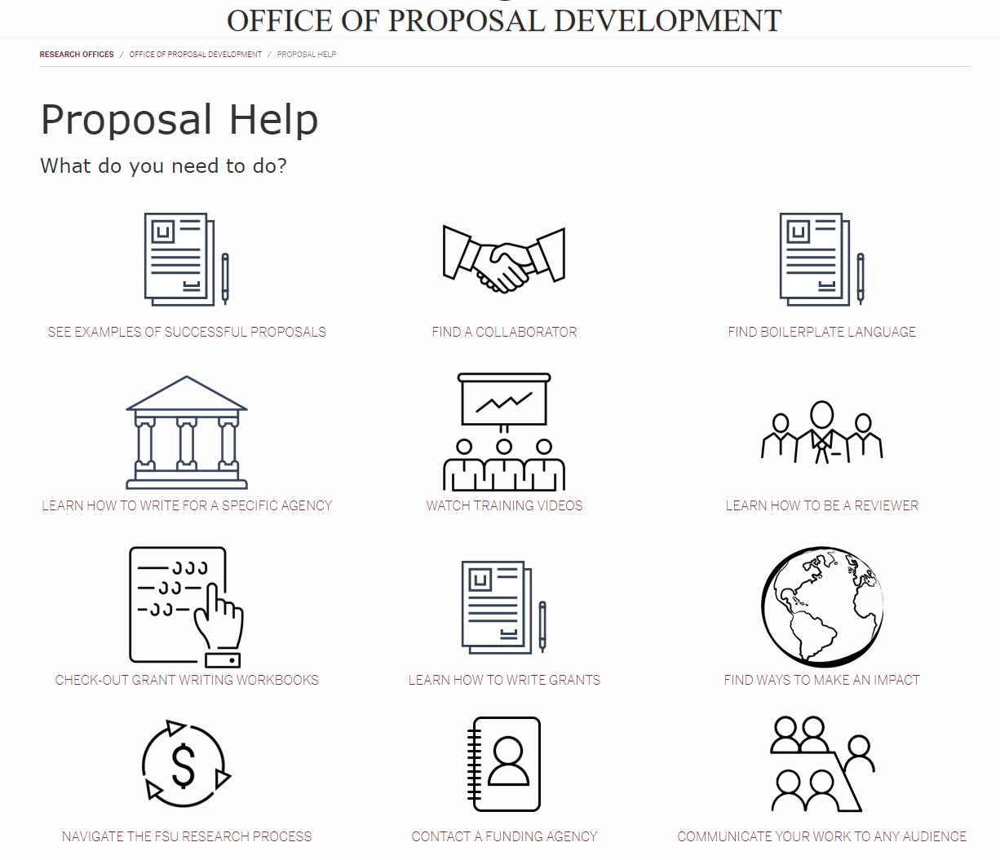 OFFICE OF PROPOSAL DEVELOPMENT
RESEARCH OFFICES / OFFICE OF PROPOSAL DEVELOPMENT / PROPOSAL HELP
Proposal Help
What do you need to do?
SEE EXAMPLES OF SUCCESSFUL PROPOSALS
FIND A COLLABORATOR
FIND BOILERPLATE LANGUAGE
LEARN HOW TO WRITE FOR A SPECIFIC AGENCY
WATCH TRAINING VIDEOS
LEARN HOW TO BE A REVIEWER
CHECK-OUT GRANT WRITING WORKBOOKS
LEARN HOW TO WRITE GRANTS
FIND WAYS TO MAKE AN IMPACT
$
NAVIGATE THE FSU RESEARCH PROCESS
CONTACT A FUNDING AGENCY
COMMUNICATE YOUR WORK TO ANY AUDIENCE